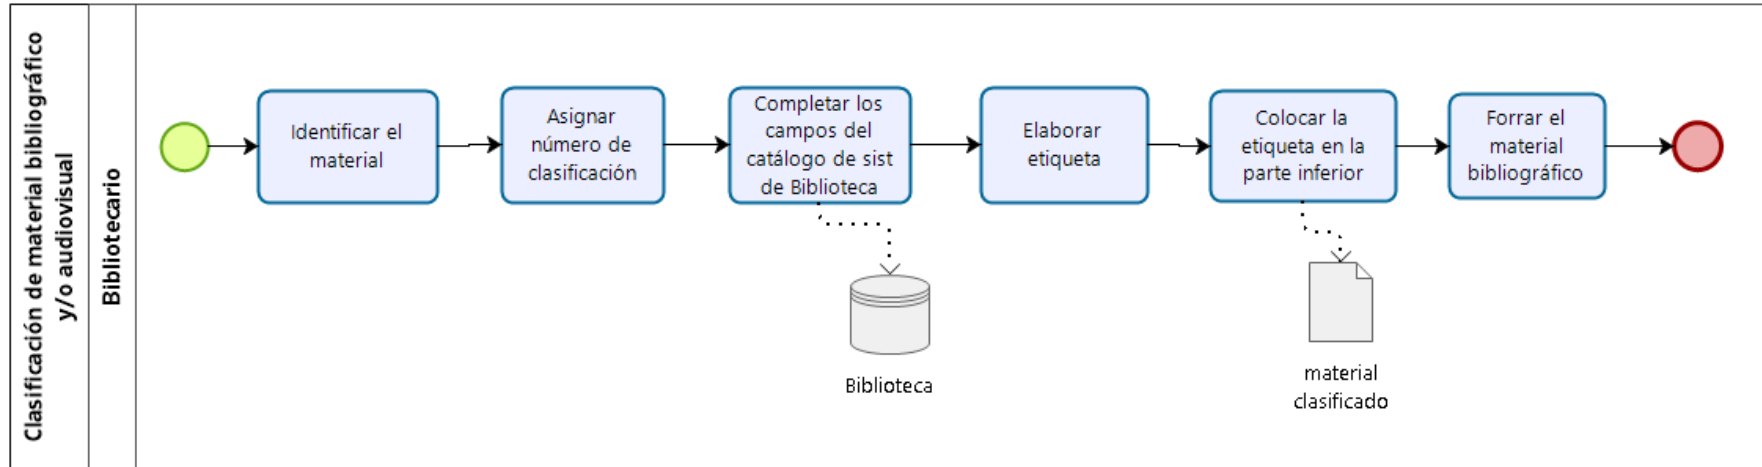 Clasificación de material bibliográfico
y/o audiovisual
Bibliotecario
Identificar el
material
Asignar
número de
clasificación
Completar los
campos del
catálogo de sist
de Biblioteca
Elaborar
etiqueta
Colocar la
etiqueta en la
parte inferior
Forrar el
material
bibliográfico
Biblioteca
material
clasificado